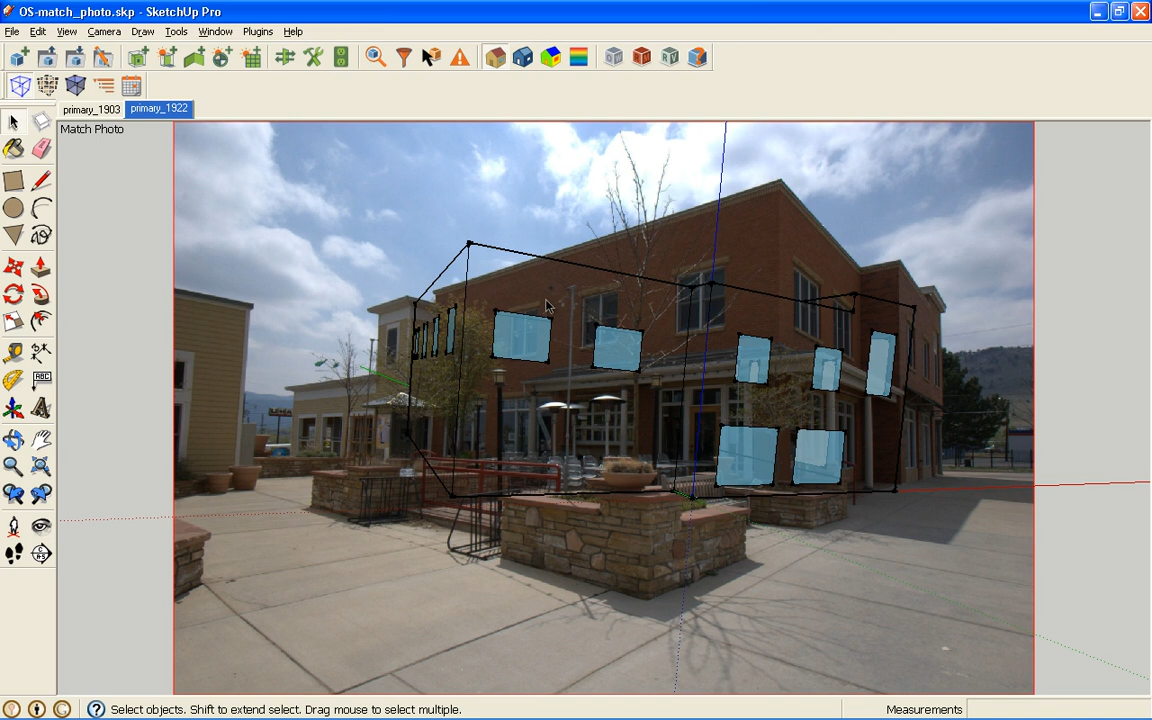 OS-match_photo.skp - SketchUp Pro
File Edit View Camera Draw Tools Window Plugins Help
primary_1903 primary_1922
Match Photo
ABC
Select objects. Shift to extend select. Drag mouse to select multiple.
Measurements